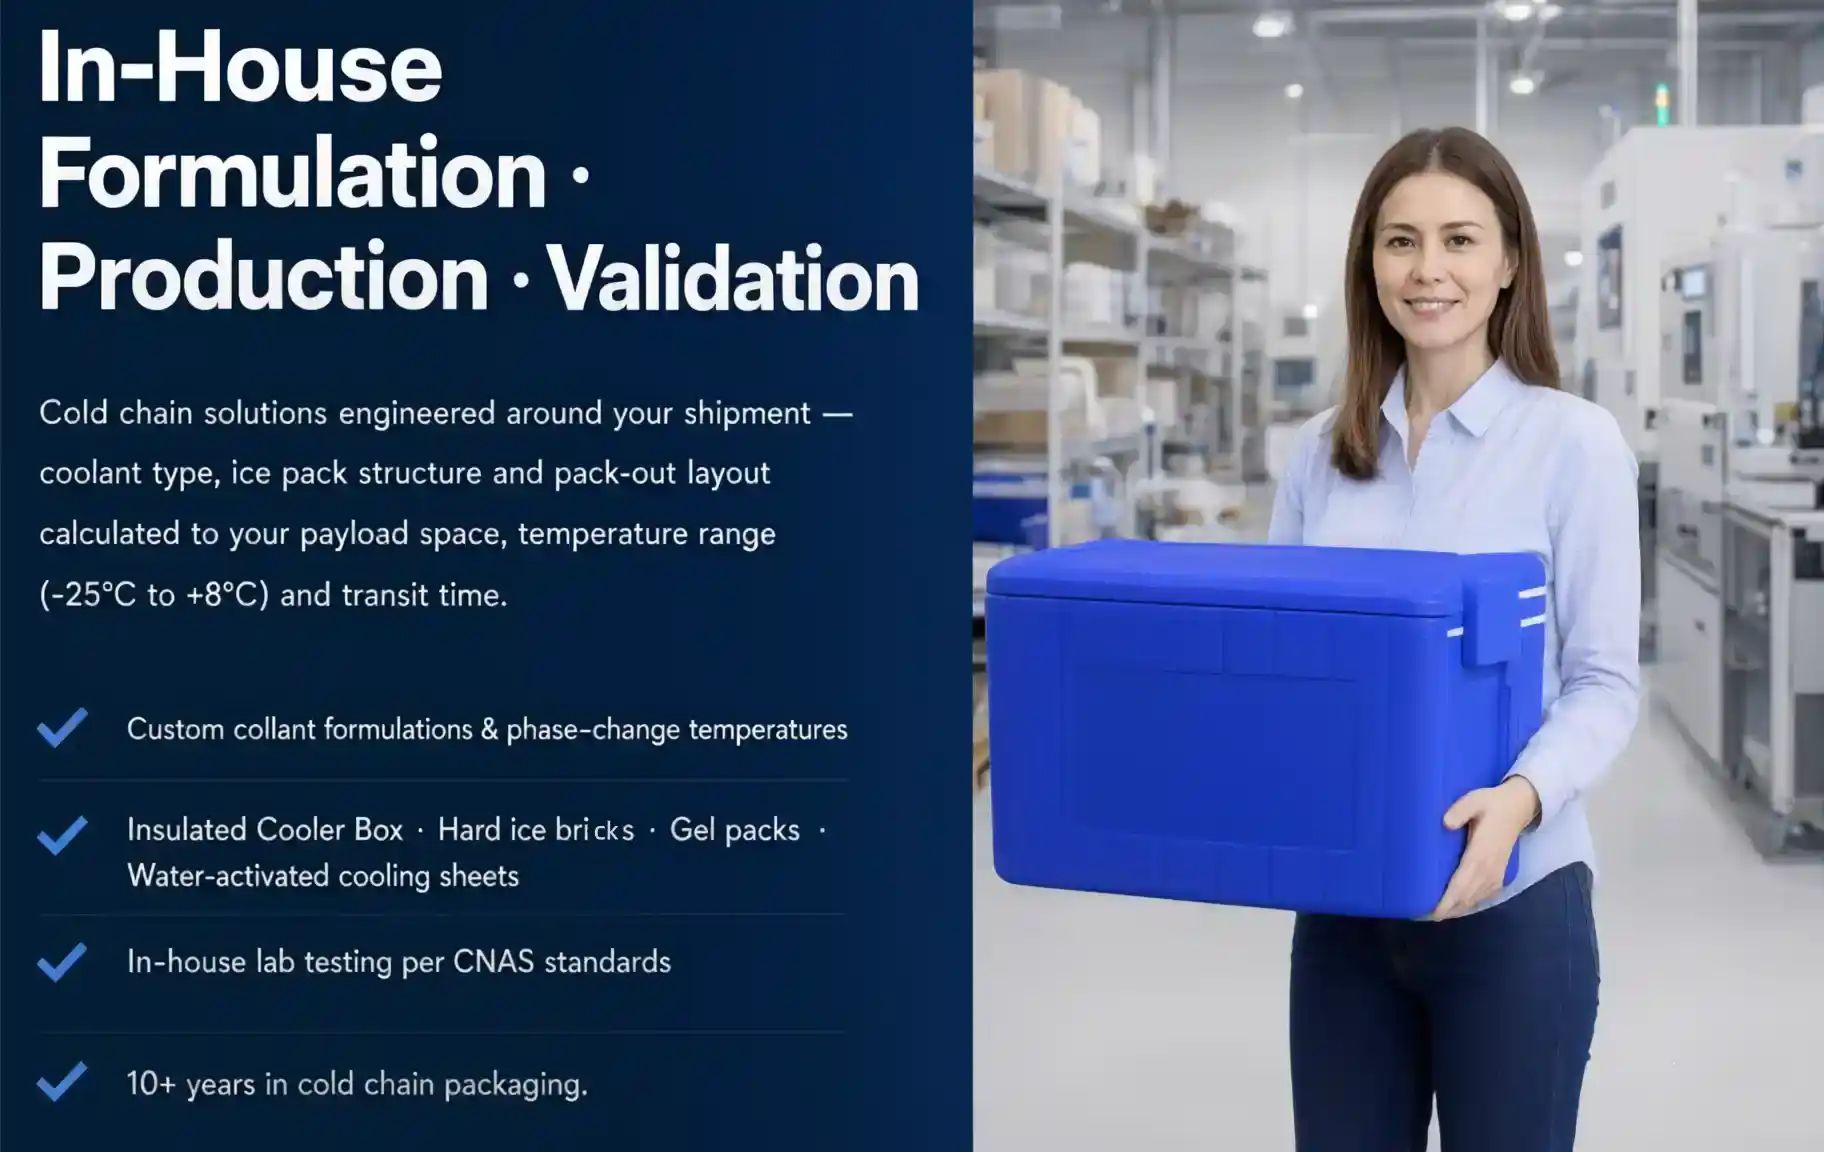 In-House
Formulation ·
Production · Validation
Cold chain solutions engineered around your shipment —
coolant type, ice pack structure and pack-out layout
calculated to your payload space, temperature range
(-25°C to +8°C) and transit time.
Custom collant formulations & phase-change temperatures
Insulated Cooler Box · Hard ice bricks · Gel packs ·
Water-activated cooling sheets
In-house lab testing per CNAS standards
10+ years in cold chain packaging.